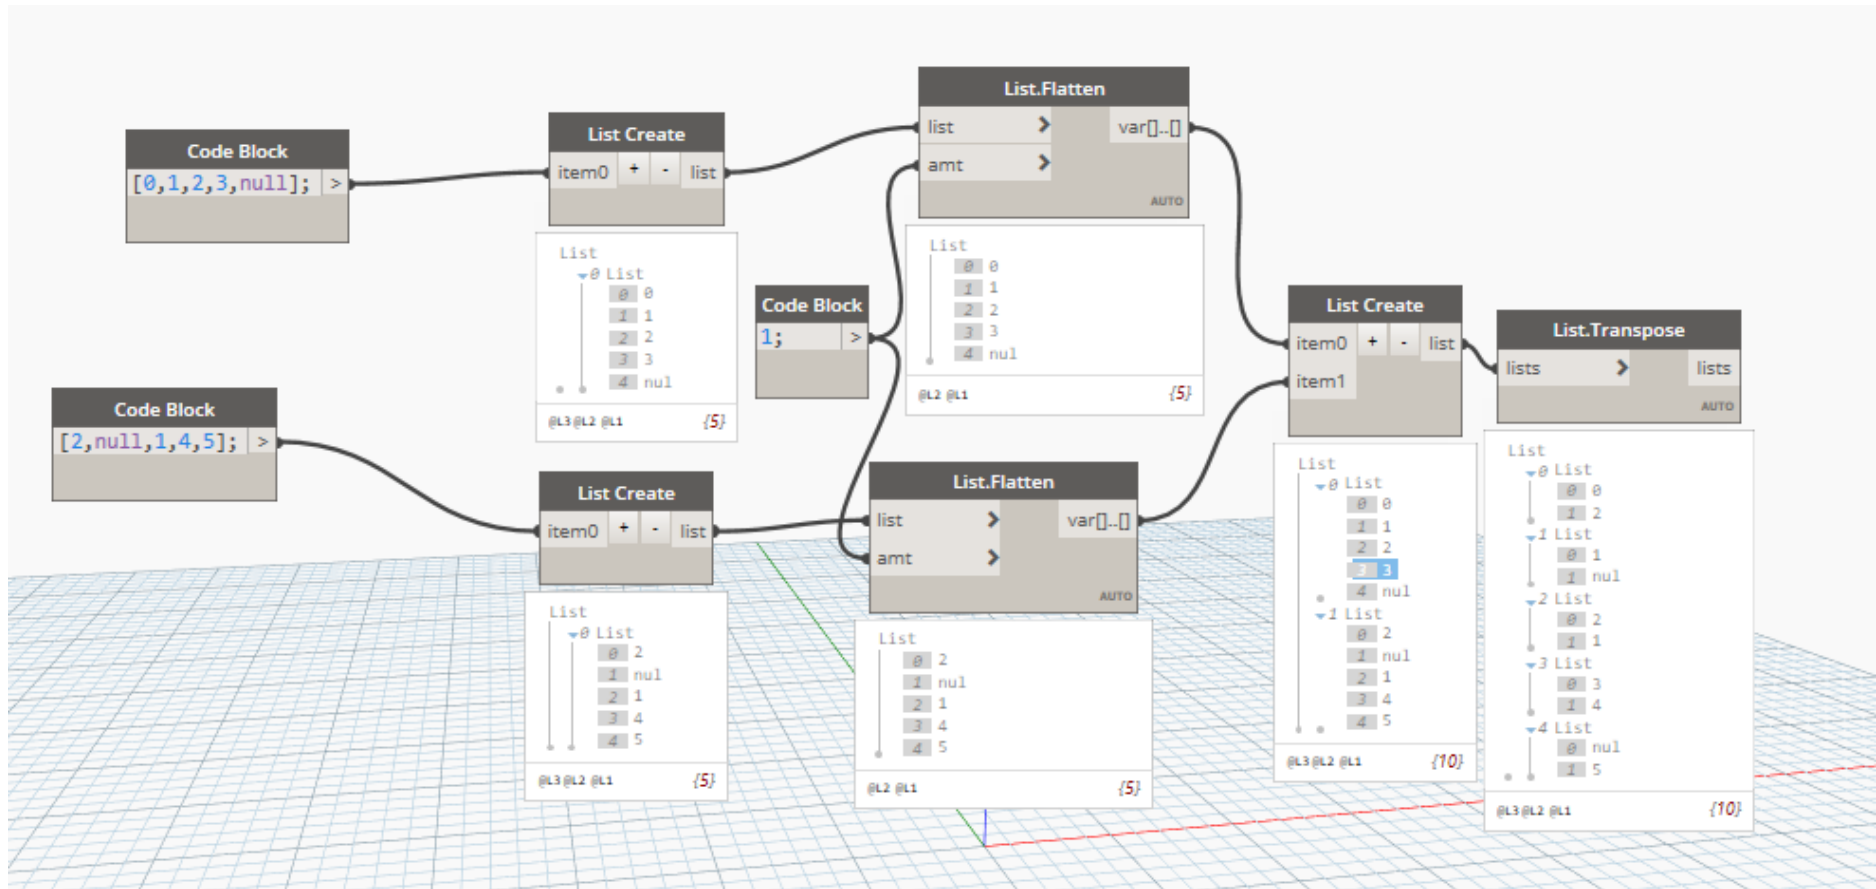 Code Block
[0,1,2,3,null]; >
List Create
item0 + - list
List
0 List
0 0
1 1
2 2
3 3
4 nul
@L3 @L2 @L1 {5}
List.Flatten
list > var[]..[]
amt >
AUTO
List
0 0
1 1
2 2
3 3
4 nul
@L2 @L1 {5}
Code Block
1; >
Code Block
[2,null,1,4,5]; >
List Create
item0 + - list
List
0 List
0 2
1 nul
2 1
3 4
4 5
@L3 @L2 @L1 {5}
List.Flatten
list > var[]..[]
amt >
AUTO
List
0 2
1 nul
2 1
3 4
4 5
@L2 @L1 {5}
List Create
item0 + - list
item1
List
0 List
0 0
1 1
2 2
3 3
4 nul
1 List
0 2
1 nul
2 1
3 4
4 5
@L3 @L2 @L1 {10}
List.Transpose
lists > lists
AUTO
List
0 List
0 0
1 2
1 List
0 1
1 nul
2 List
0 2
1 1
3 List
0 3
1 4
4 List
0 nul
1 5
@L3 @L2 @L1 {10}